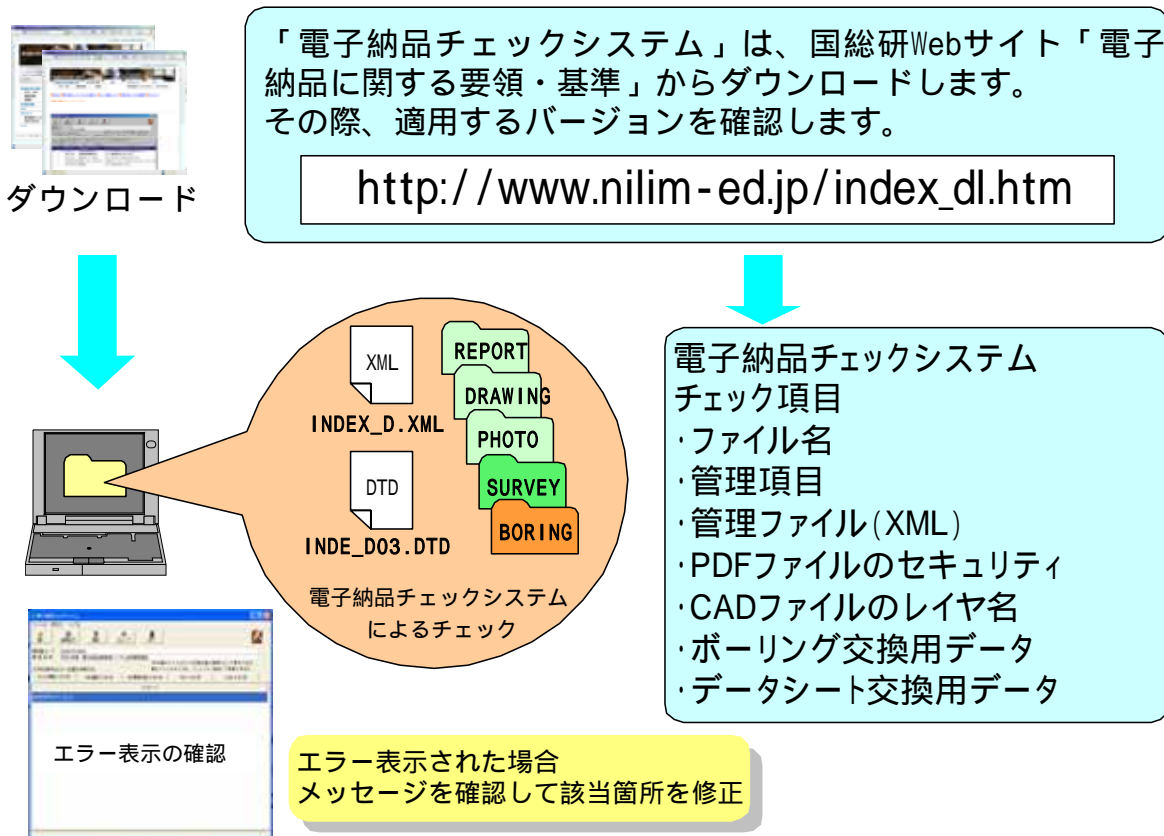 「電子納品チェックシステム」は、国総研Webサイト「電子
納品に関する要領・基準」からダウンロードします。
その際、適用するバージョンを確認します。
http://www.nilim-ed.jp/index_dl.htm
ダウンロード
XML
INDEX_D.XML
DTD
INDE_D03.DTD
REPORT
DRAWING
PHOTO
SURVEY
BORING
電子納品チェックシステム
によるチェック
電子納品チェックシステム
チェック項目
・ファイル名
・管理項目
・管理ファイル(XML)
・PDFファイルのセキュリティ
・CADファイルのレイヤ名
・ボーリング交換用データ
・データシート交換用データ
エラー表示の確認
エラー表示された場合
メッセージを確認して該当箇所を修正